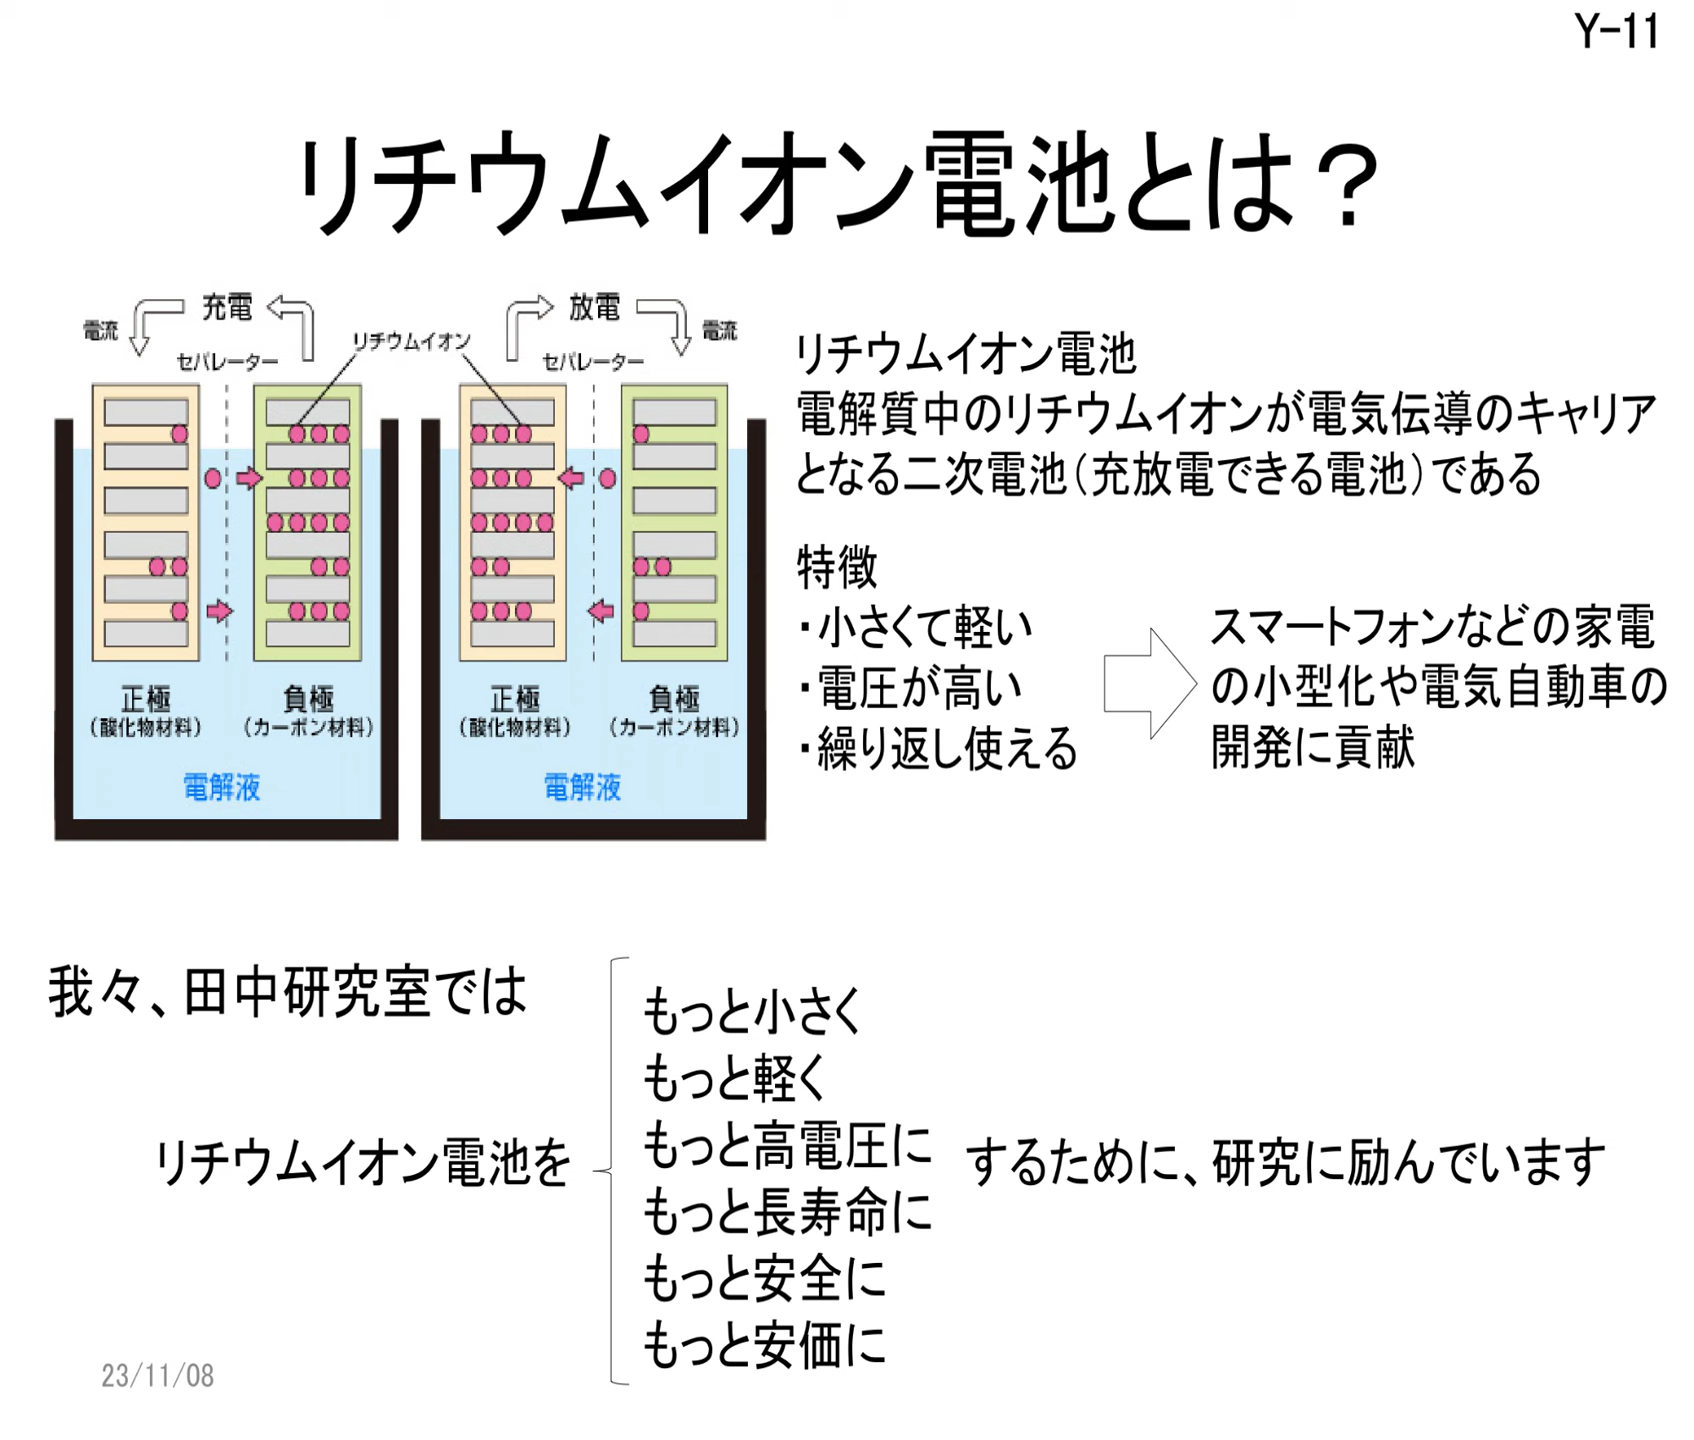 Y-11
リチウムイオン電池とは？
充電
電流
セパレーター
リチウムイオン
放電
電流
セパレーター
正極
(酸化物材料)
負極
(カーボン材料)
電解液
正極
(酸化物材料)
負極
(カーボン材料)
電解液
リチウムイオン電池
電解質中のリチウムイオンが電気伝導のキャリア
となる二次電池(充放電できる電池)である
特徴
・小さくて軽い
・電圧が高い
・繰り返し使える
スマートフォンなどの家電
の小型化や電気自動車の
開発に貢献
我々、田中研究室では
リチウムイオン電池を
もっと小さく
もっと軽く
もっと高電圧に
もっと長寿命に
もっと安全に
もっと安価に
するために、研究に励んでいます
23/11/08